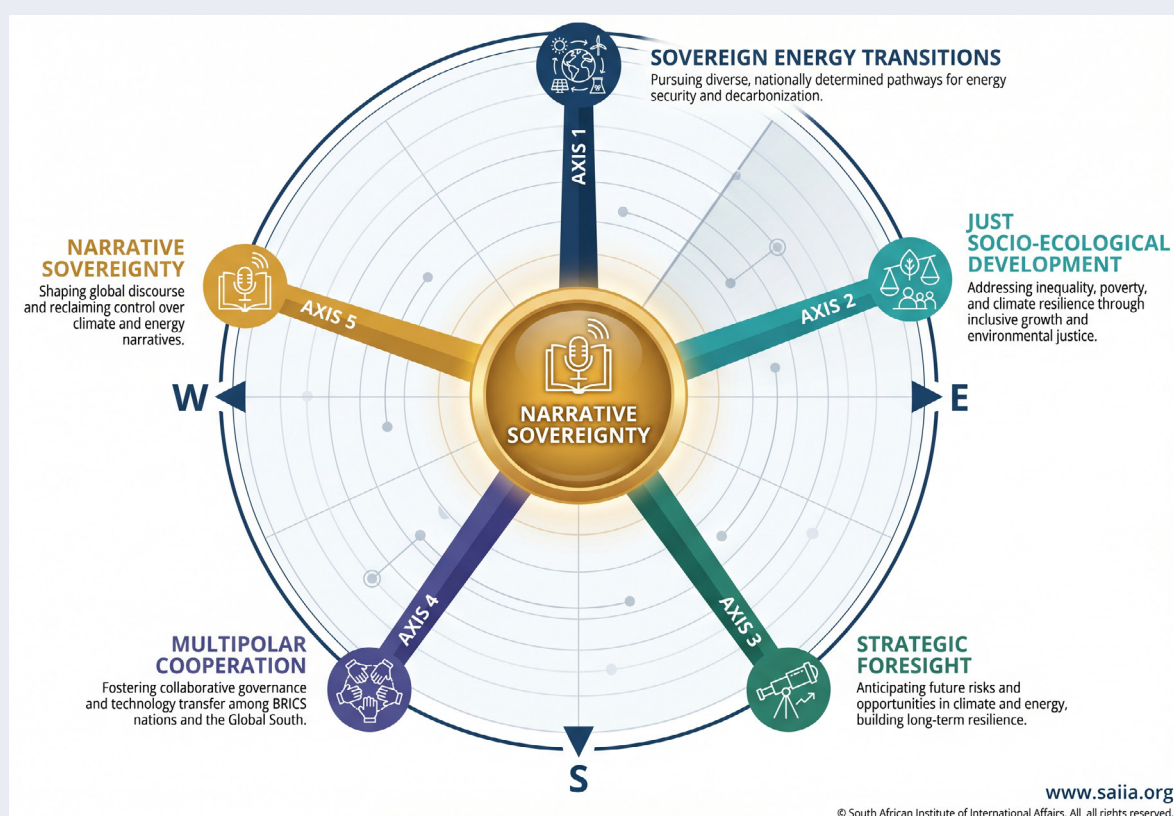 SOVEREIGN ENERGY TRANSITIONS
Pursuing diverse, nationally determined pathways for energy
security and decarbonization.
AXIS 1
JUST
SOCIO-ECOLOGICAL
DEVELOPMENT
Addressing inequality, poverty,
and climate resilience through
inclusive growth and
environmental justice.
AXIS 2
NARRATIVE
SOVEREIGNTY
Shaping global discourse
and reclaiming control over
climate and energy
narratives.
AXIS 5
W
NARRATIVE
SOVEREIGNTY
E
MULTIPOLAR
COOPERATION
Fostering collaborative governance
and technology transfer among BRICS
nations and the Global South.
AXIS 4
AXIS 3
STRATEGIC
FORESIGHT
Anticipating future risks and
opportunities in climate and energy,
building long-term resilience.
S
www.saiia.org
© South African Institute of International Affairs. All, all rights reserved.